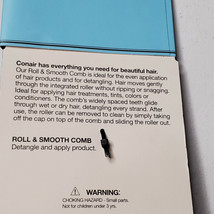 Conair has everything you need for beautiful hair.
Our Roll & Smooth Comb is ideal for the even application
of hair products and for detangling. Hair moves gently
through the integrated roller without ripping or snagging.
Ideal for applying hair treatments, tints, colors or
conditioners. The comb's widely spaced teeth glide
through wet or dry hair, detangling every strand. After
use, the roller can be removed to clean by simply taking
off the cap on top of the comb and sliding the roller out.
ROLL & SMOOTH COMB
Detangle and apply product.
⚠ WARNING:
CHOKING HAZARD - Small parts.
Not for children under 3 yrs.